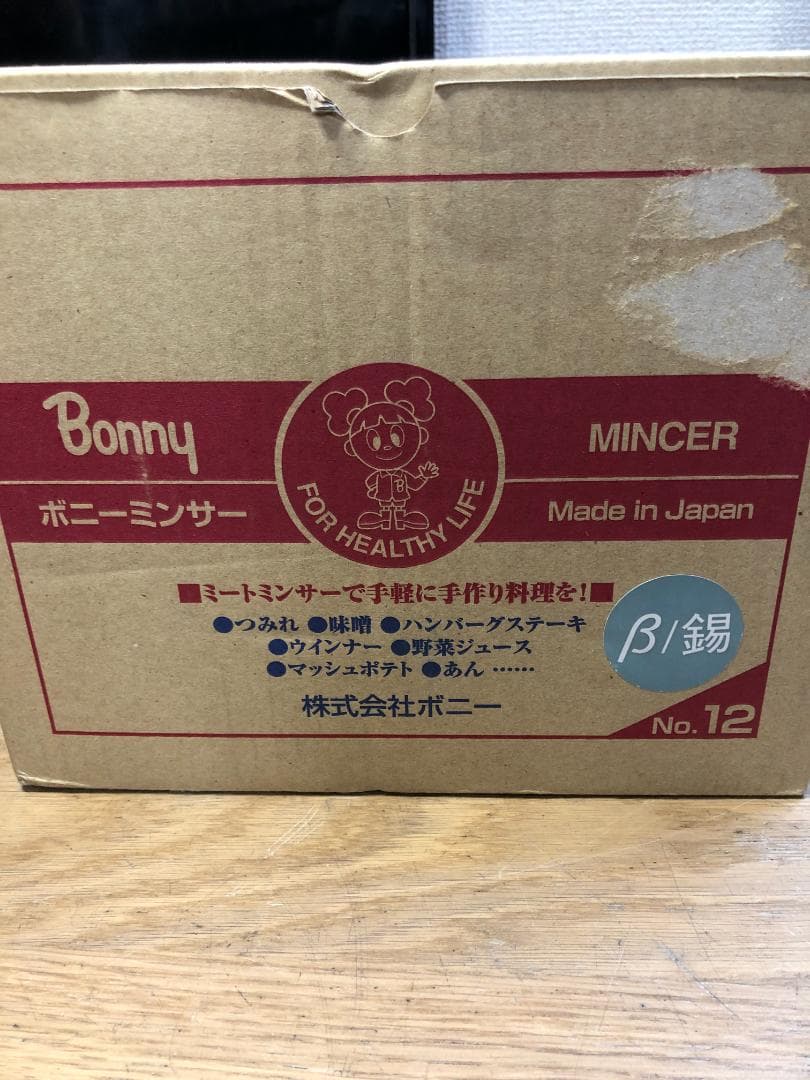 Bonny
MINCER
ボニーミンサー
Made in Japan
FOR HEALTHY LIFE
B
■ミートミンサーで手軽に手作り料理を!■
●つみれ ●味噌 ●ハンバーグステーキ
●ウインナー ●野菜ジュース
●マッシュポテト ●あん ……
株式会社ボニー
β/錫
No.12